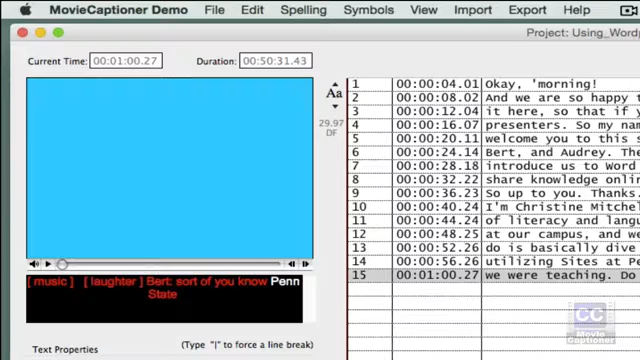 MovieCaptioner Demo File Edit Spelling Symbols View Import Export Help
Project: Using_Wordp
Current Time: 00:01:00.27 Duration: 00:50:31.43
Aa
29.97
DF
1 00:00:04.01 Okay, 'morning!
2 00:00:08.02 And we are so happy t
3 00:00:12.04 it here, so that if y
4 00:00:16.07 presenters. So my nam
5 00:00:20.11 welcome you to this s
6 00:00:24.14 Bert, and Audrey. The
7 00:00:28.18 introduce us to Word
8 00:00:32.22 share knowledge onlin
9 00:00:36.23 So up to you. Thanks.
10 00:00:40.24 I'm Christine Mitchel
11 00:00:44.24 of literacy and langu
12 00:00:48.25 at our campus, and we
13 00:00:52.26 do is basically dive
14 00:00:56.26 utilizing Sites at Pe
15 00:01:00.27 we were teaching. Do
[ music ] [ laughter ] Bert: sort of you know Penn
State
(Type "|" to force a line break)
Text Properties
CC
Movie
Captioner